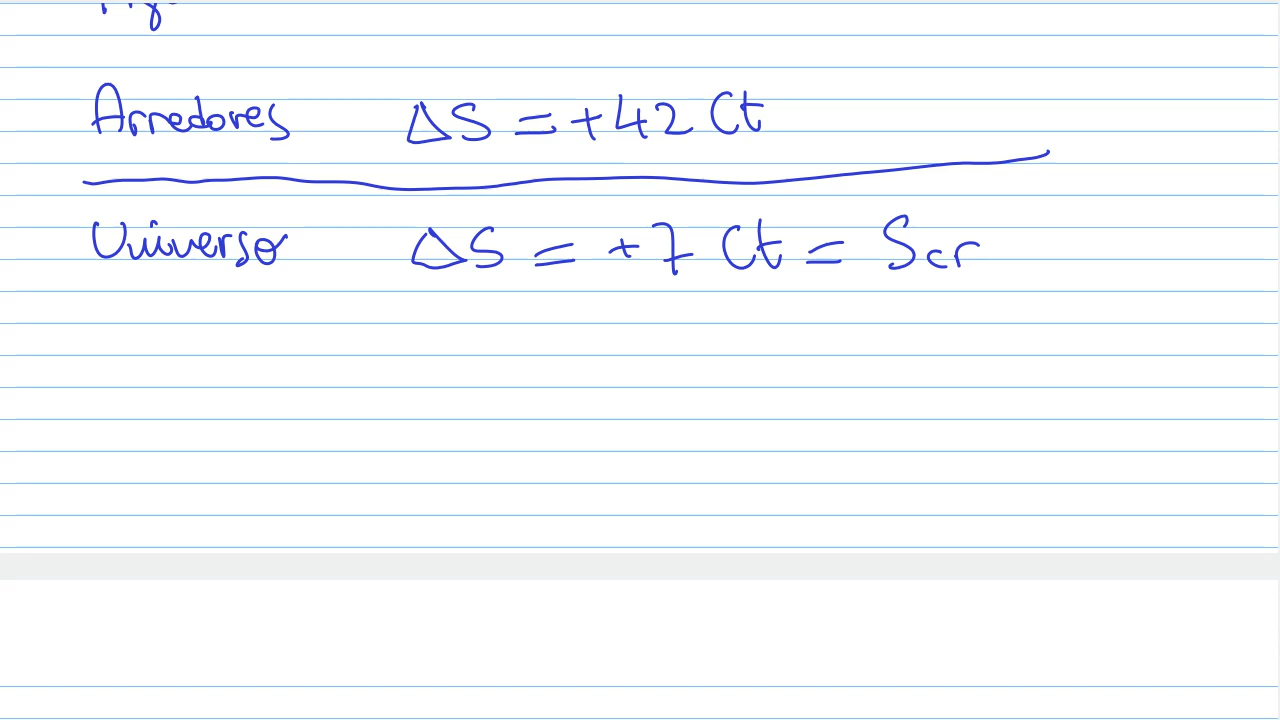 Arredores ΔS = +42 Ct
Universo ΔS = +7 Ct = Scr